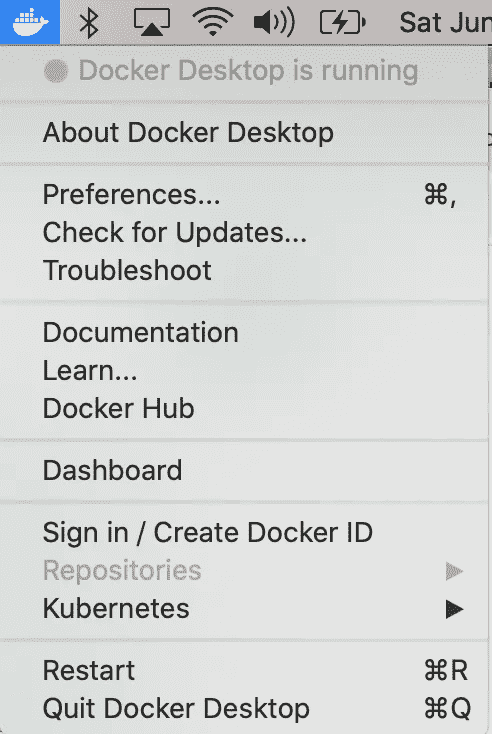 Sat Jun
Docker Desktop is running
About Docker Desktop
Preferences... ⌘,
Check for Updates...
Troubleshoot
Documentation
Learn...
Docker Hub
Dashboard
Sign in / Create Docker ID
Repositories
Kubernetes
Restart ⌘R
Quit Docker Desktop ⌘Q